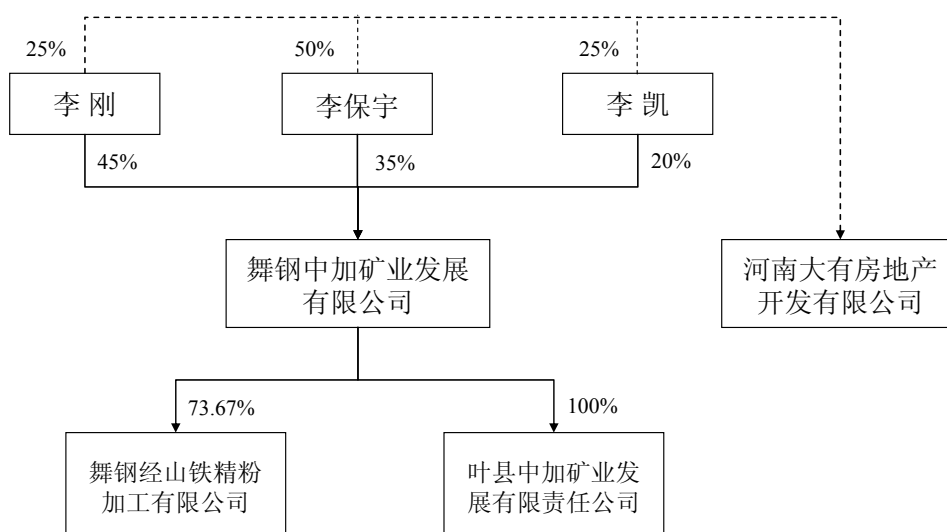 25%
50%
25%
李 刚
李保宇
李 凯
45%
35%
20%
舞钢中加矿业发展
有限公司
河南大有房地产
开发有限公司
73.67%
100%
舞钢经山铁精粉
加工有限公司
叶县中加矿业发
展有限责任公司